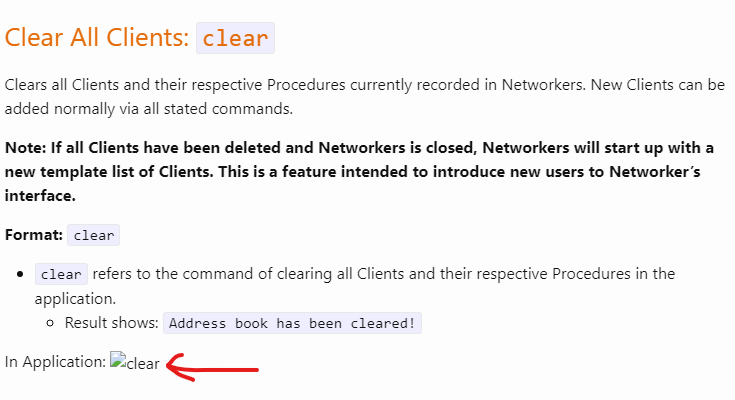 Clear All Clients: clear
Clears all Clients and their respective Procedures currently recorded in Networkers. New Clients can be
added normally via all stated commands.
Note: If all Clients have been deleted and Networkers is closed, Networkers will start up with a
new template list of Clients. This is a feature intended to introduce new users to Networker's
interface.
Format: clear
• clear refers to the command of clearing all Clients and their respective Procedures in the
application.
◦ Result shows: Address book has been cleared!
In Application: clear